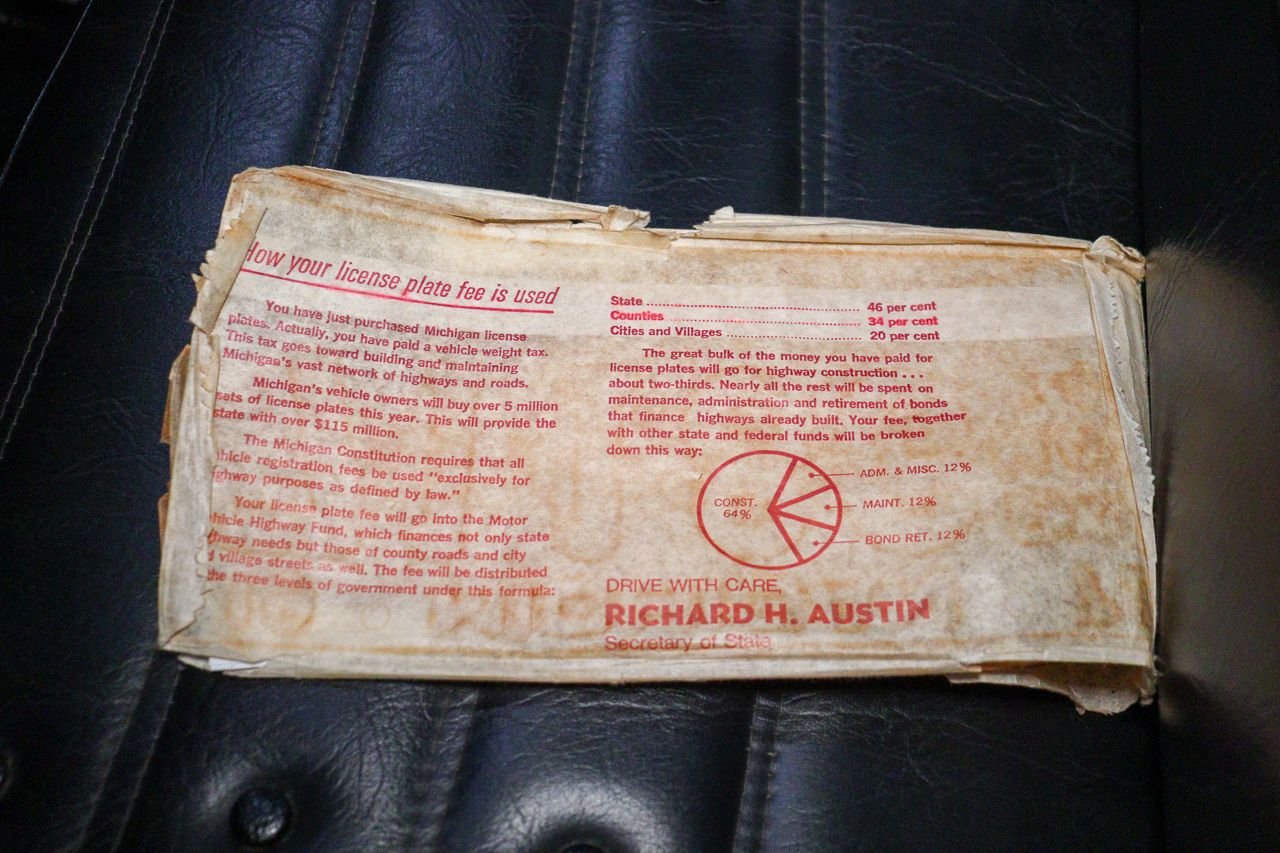 How your license plate fee is used
You have just purchased Michigan license
plates. Actually, you have paid a vehicle weight tax.
This tax goes toward building and maintaining
Michigan's vast network of highways and roads.
Michigan's vehicle owners will buy over 5 million
sets of license plates this year. This will provide the
state with over $115 million.
The Michigan Constitution requires that all
hicle registration fees be used "exclusively for
ghway purposes as defined by law."
Your license plate fee will go into the Motor
hicle Highway Fund, which finances not only state
hway needs but those of county roads and city
d village streets as well. The fee will be distributed
the three levels of government under this formula:
State ........................................ 46 per cent
Counties ........................................ 34 per cent
Cities and Villages ........................... 20 per cent
The great bulk of the money you have paid for
license plates will go for highway construction . . .
about two-thirds. Nearly all the rest will be spent on
maintenance, administration and retirement of bonds
that finance highways already built. Your fee, together
with other state and federal funds will be broken
down this way:
CONST.
64%
ADM. & MISC. 12%
MAINT. 12%
BOND RET. 12%
DRIVE WITH CARE,
RICHARD H. AUSTIN
Secretary of State